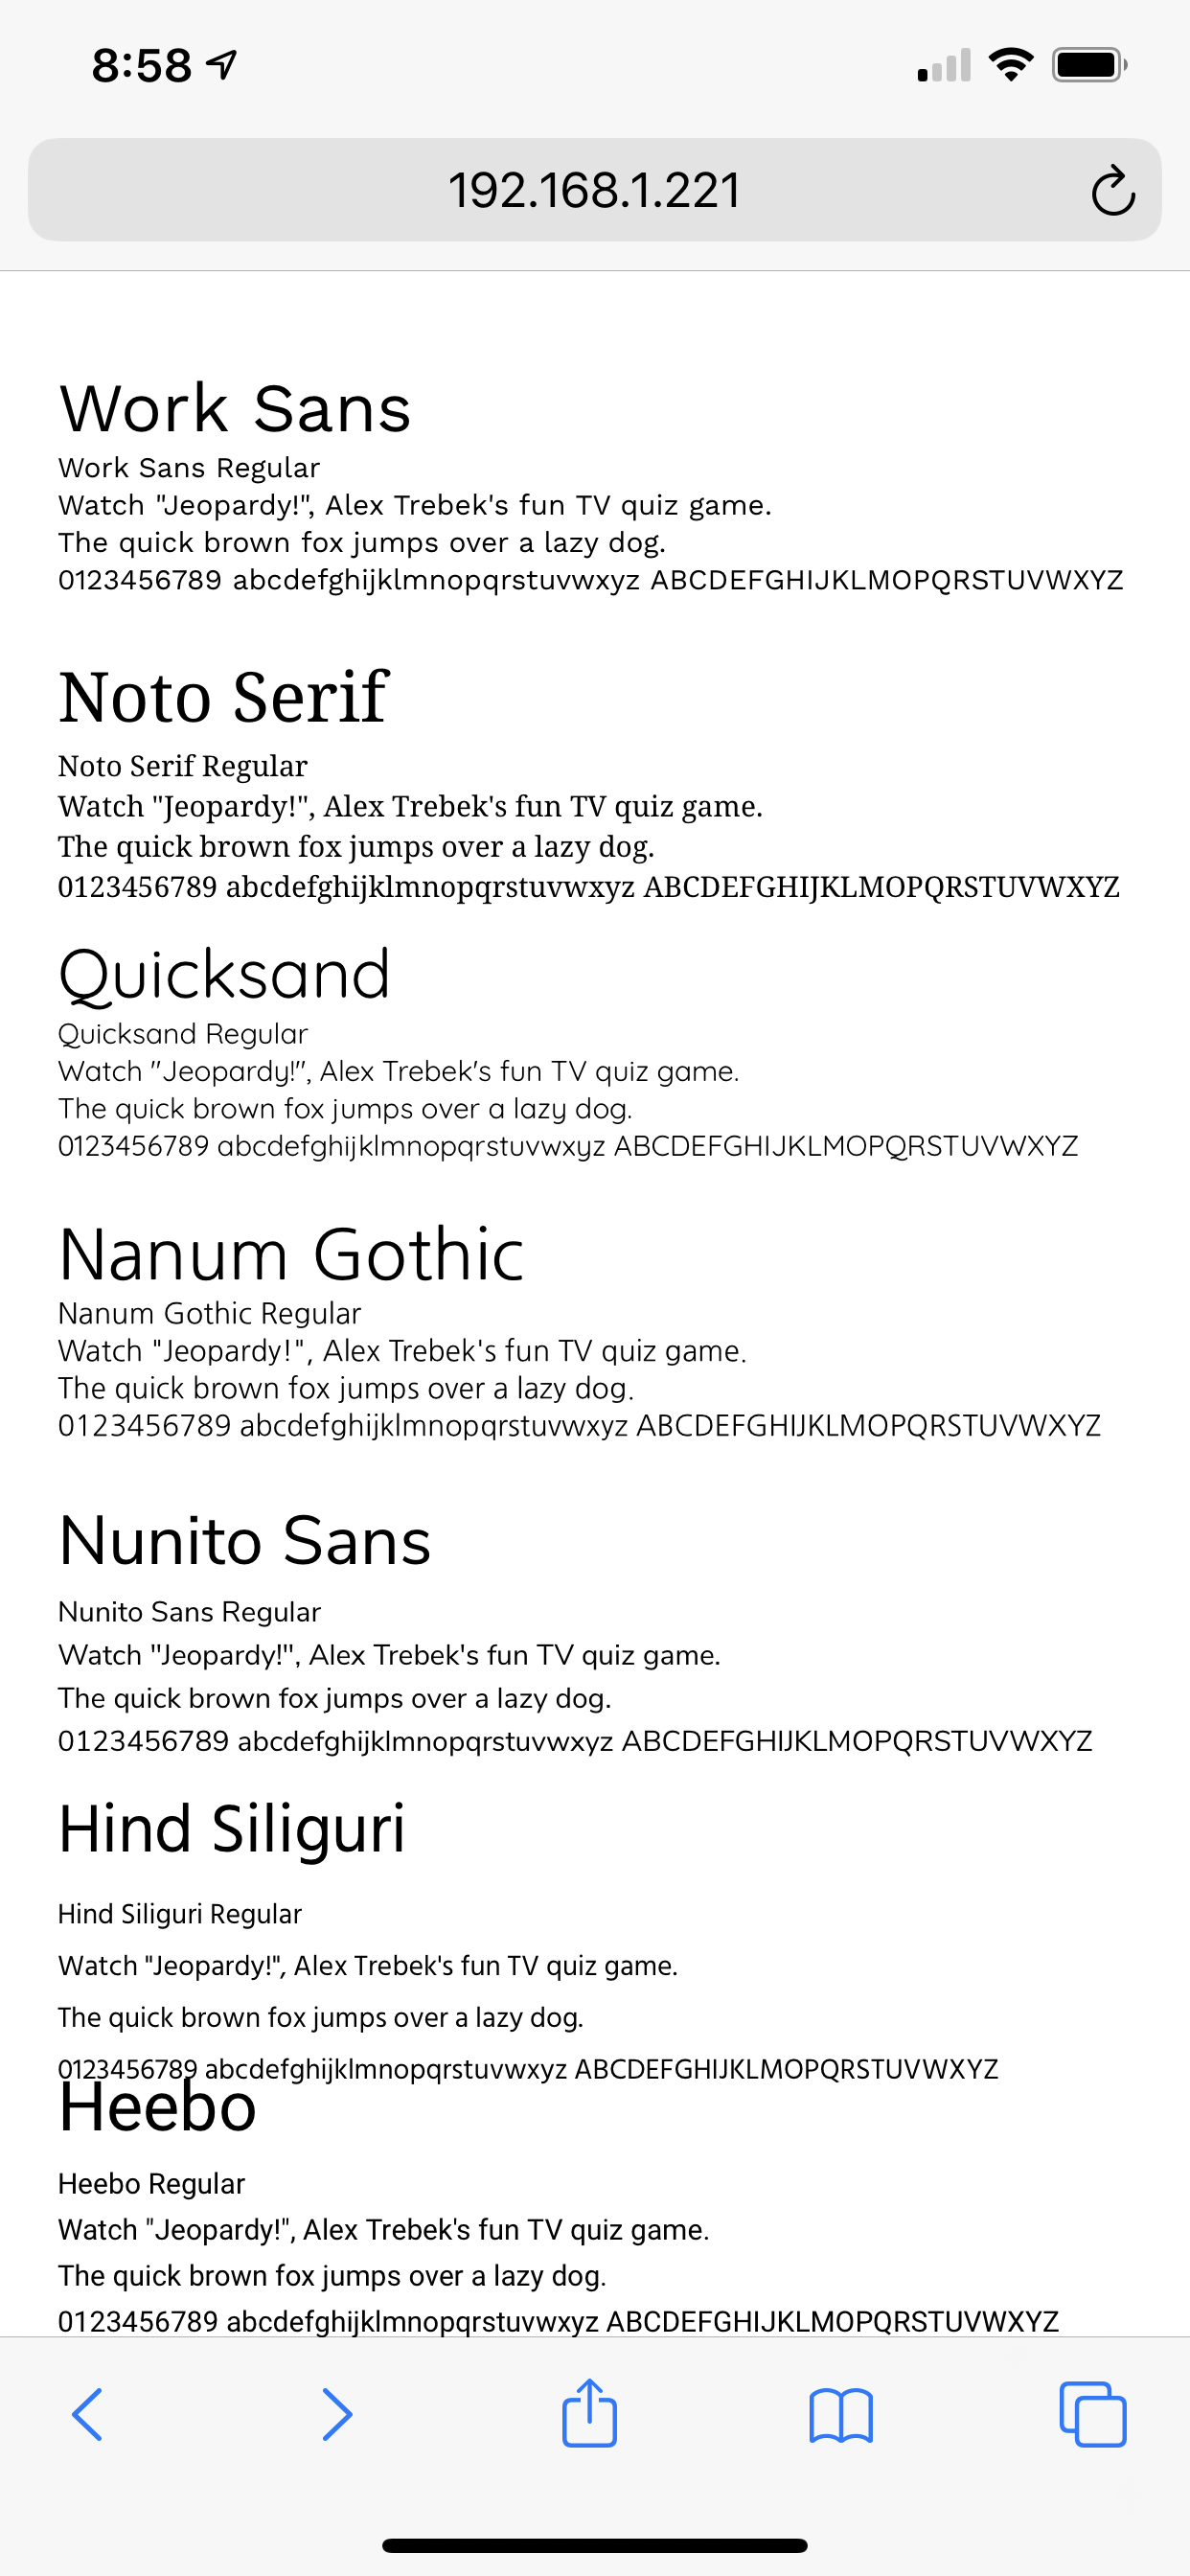 8:58
192.168.1.221
Work Sans
Work Sans Regular
Watch "Jeopardy!", Alex Trebek's fun TV quiz game.
The quick brown fox jumps over a lazy dog.
0123456789 abcdefghijklmnopqrstuvwxyz ABCDEFGHIJKLMOPQRSTUVWXYZ
Noto Serif
Noto Serif Regular
Watch "Jeopardy!", Alex Trebek's fun TV quiz game.
The quick brown fox jumps over a lazy dog.
0123456789 abcdefghijklmnopqrstuvwxyz ABCDEFGHIJKLMOPQRSTUVWXYZ
Quicksand
Quicksand Regular
Watch "Jeopardy!", Alex Trebek's fun TV quiz game.
The quick brown fox jumps over a lazy dog.
0123456789 abcdefghijklmnopqrstuvwxyz ABCDEFGHIJKLMOPQRSTUVWXYZ
Nanum Gothic
Nanum Gothic Regular
Watch "Jeopardy!", Alex Trebek's fun TV quiz game.
The quick brown fox jumps over a lazy dog.
0123456789 abcdefghijklmnopqrstuvwxyz ABCDEFGHIJKLMOPQRSTUVWXYZ
Nunito Sans
Nunito Sans Regular
Watch "Jeopardy!", Alex Trebek's fun TV quiz game.
The quick brown fox jumps over a lazy dog.
0123456789 abcdefghijklmnopqrstuvwxyz ABCDEFGHIJKLMOPQRSTUVWXYZ
Hind Siliguri
Hind Siliguri Regular
Watch "Jeopardy!", Alex Trebek's fun TV quiz game.
The quick brown fox jumps over a lazy dog.
0123456789 abcdefghijklmnopqrstuvwxyz ABCDEFGHIJKLMOPQRSTUVWXYZ
Heebo
Heebo Regular
Watch "Jeopardy!", Alex Trebek's fun TV quiz game.
The quick brown fox jumps over a lazy dog.
0123456789 abcdefghijklmnopqrstuvwxyz ABCDEFGHIJKLMOPQRSTUVWXYZ